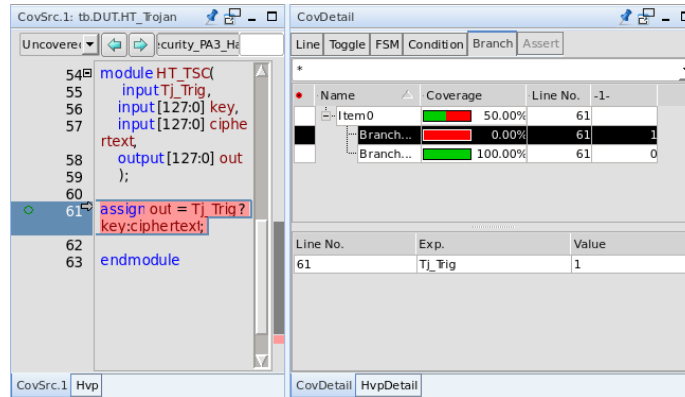 CovSrc.1: tb.DUT.HT_Trojan
Uncovere
ecurity_PA3_Ha
54 module HT_TSC(
55 input Tj_Trig,
56 input [127:0] key,
57 input [127:0] ciphe
rtext,
58 output [127:0] out
59 );
60
61 assign out = Tj_Trig?
key:ciphertext;
62
63 endmodule
CovSrc.1 Hvp
CovDetail
Line Toggle FSM Condition Branch Assert
*
Name Coverage Line No. -1-
Item0 50.00% 61
Branch... 0.00% 61 1
Branch... 100.00% 61 0
Line No. Exp. Value
61 Tj_Trig 1
CovDetail HvpDetail